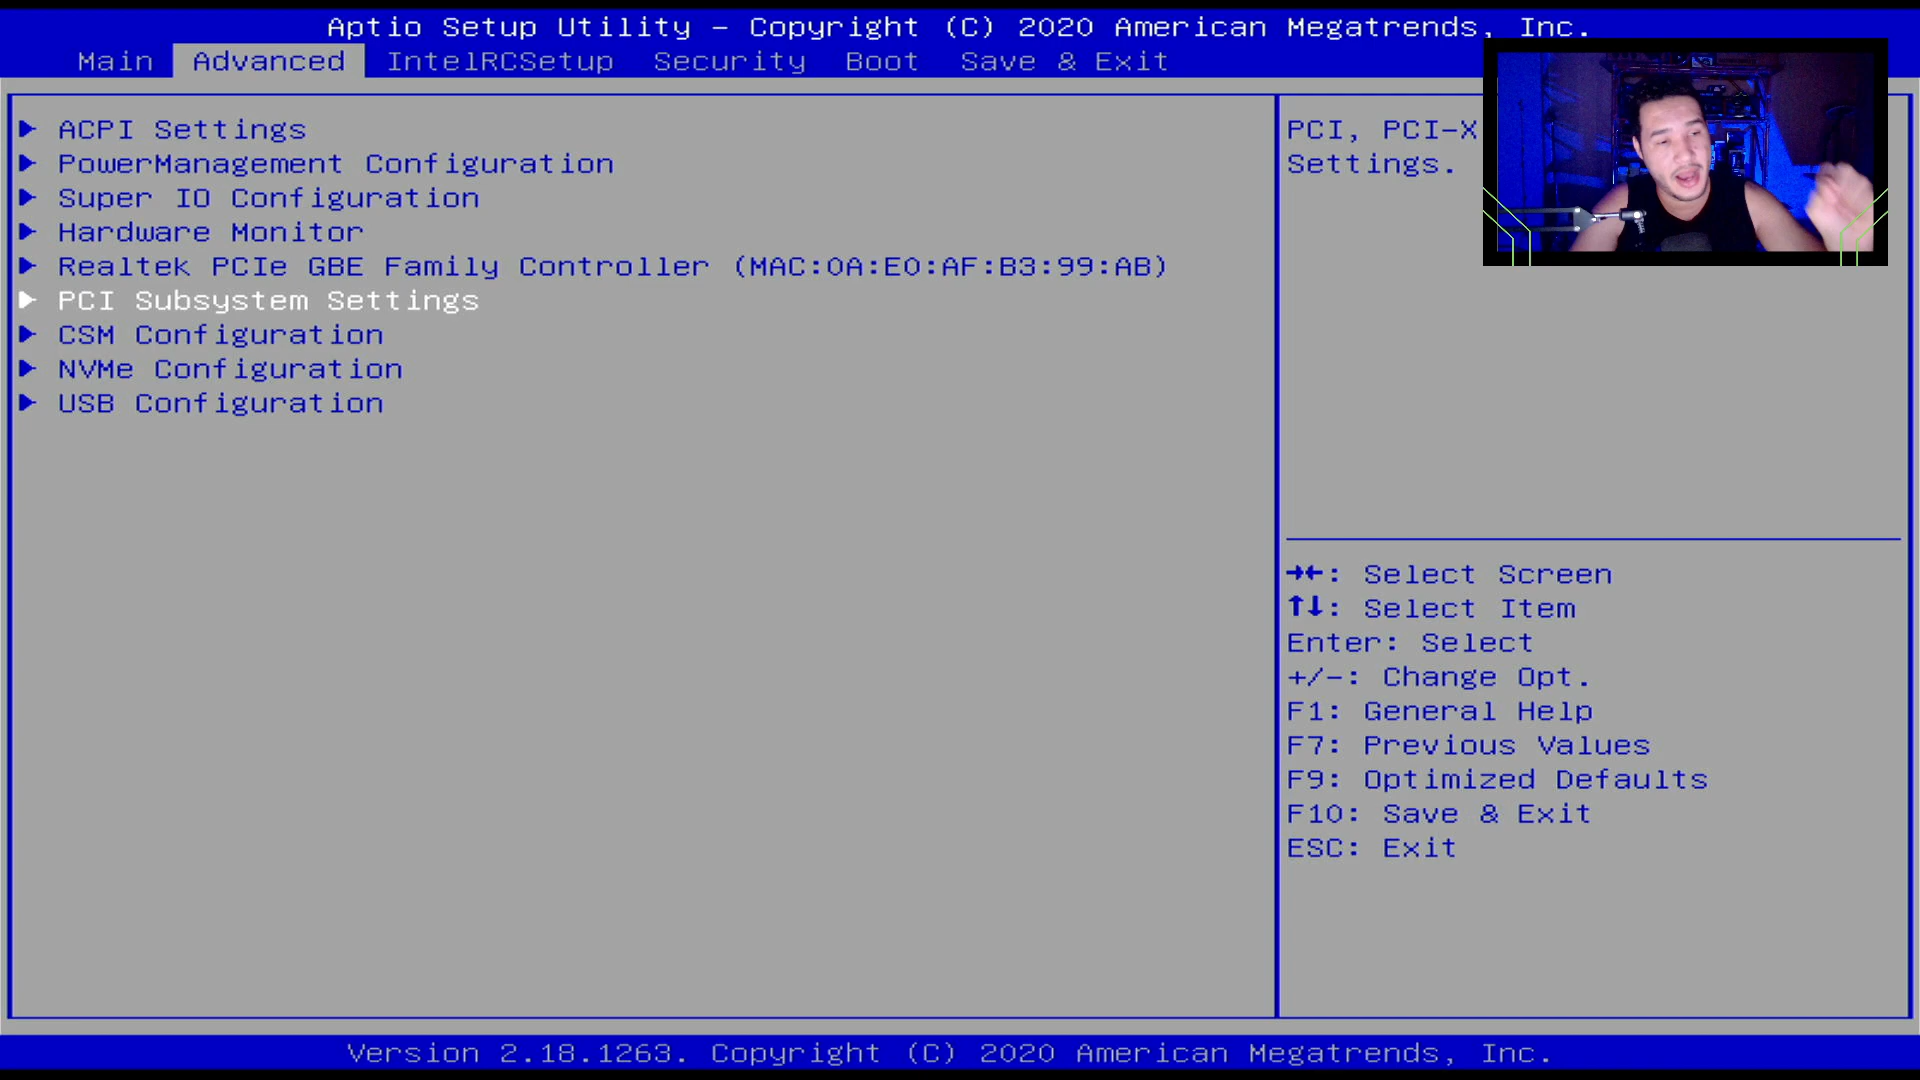 Aptio Setup Utility – Copyright (C) 2020 American Megatrends, Inc.
Main Advanced IntelRCSetup Security Boot Save & Exit
ACPI Settings
PowerManagement Configuration
Super IO Configuration
Hardware Monitor
Realtek PCIe GBE Family Controller (MAC:0A:E0:AF:B3:99:AB)
PCI Subsystem Settings
CSM Configuration
NVMe Configuration
USB Configuration
PCI, PCI-X
Settings.
→←: Select Screen
↑↓: Select Item
Enter: Select
+/-: Change Opt.
F1: General Help
F7: Previous Values
F9: Optimized Defaults
F10: Save & Exit
ESC: Exit
Version 2.18.1263. Copyright (C) 2020 American Megatrends, Inc.